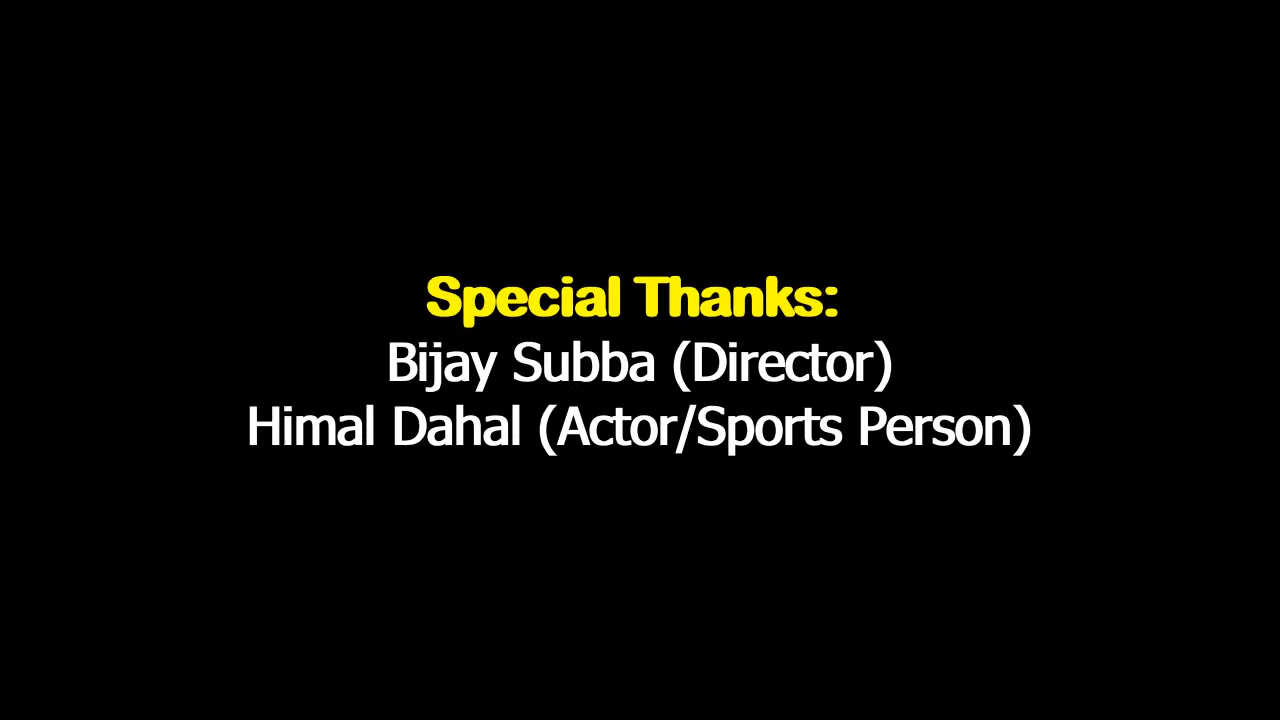 Special Thanks:
Bijay Subba (Director)
Himal Dahal (Actor/Sports Person)